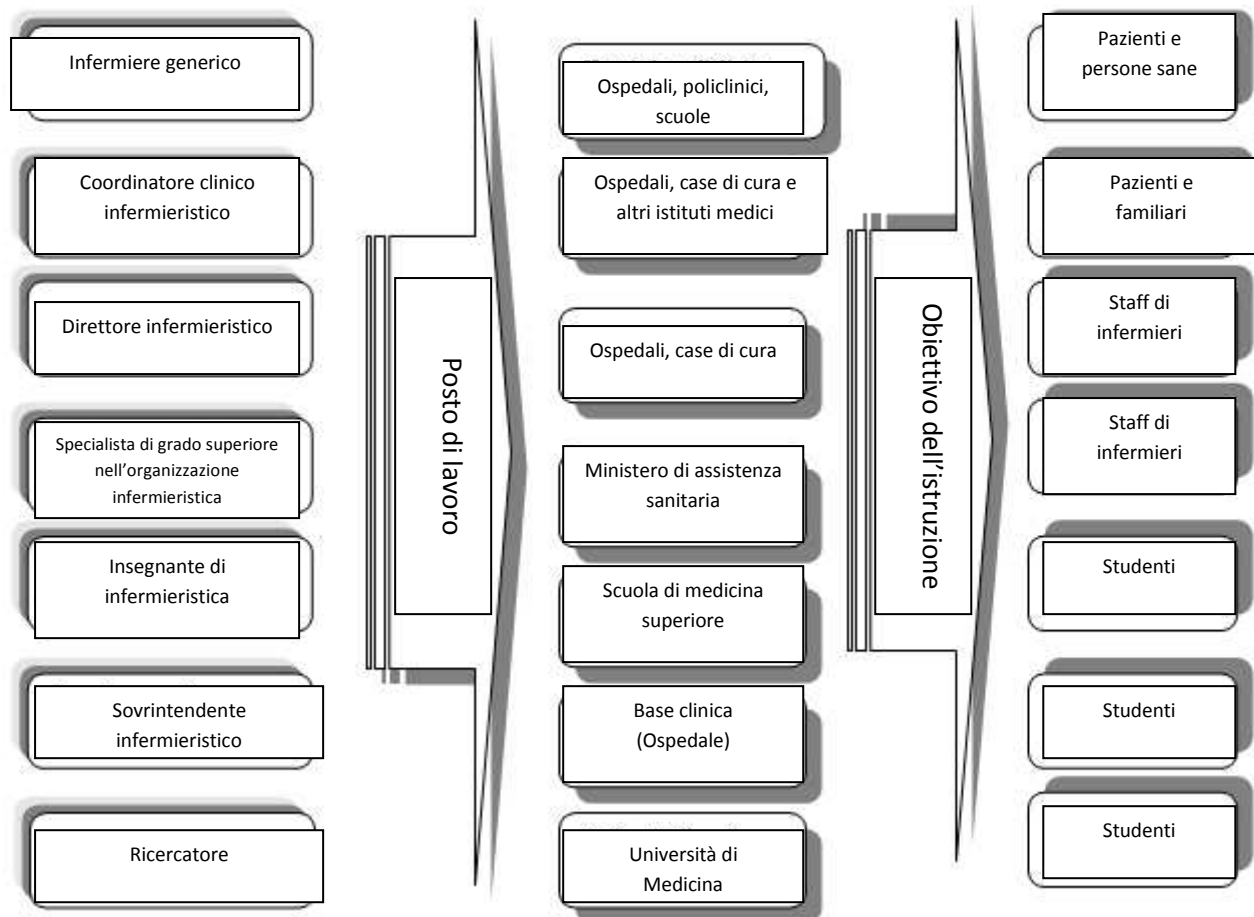 Infermiere generico
Coordinatore clinico
infermieristico
Direttore infermieristico
Specialista di grado superiore
nell'organizzazione
infermieristica
Insegnante di
infermieristica
Sovrintendente
infermieristico
Ricercatore
Posto di lavoro
Ospedali, policlinici,
scuole
Ospedali, case di cura e
altri istituti medici
Ospedali, case di cura
Ministero di assistenza
sanitaria
Scuola di medicina
superiore
Base clinica
(Ospedale)
Università di
Medicina
Obiettivo dell'istruzione
Pazienti e
persone sane
Pazienti e
familiari
Staff di
infermieri
Staff di
infermieri
Studenti
Studenti
Studenti